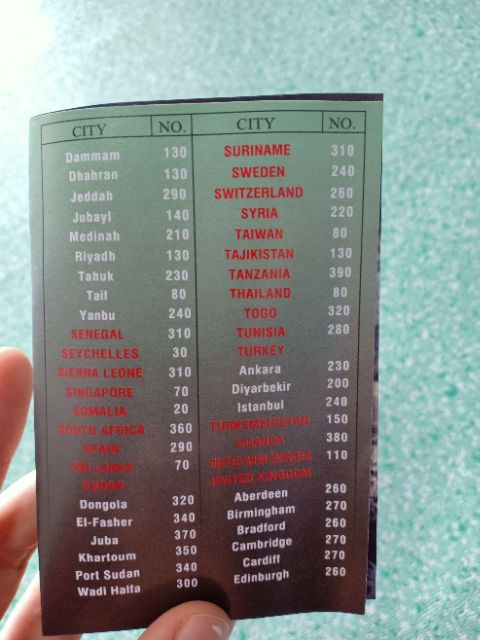 CITY NO.
Dammam 130
Dhahran 130
Jeddah 290
Jubayl 140
Medinah 210
Riyadh 130
Tahuk 230
Taif 80
Yanbu 240
SENEGAL 310
SEYCHELLES 30
SIERRA LEONE 310
SINGAPORE 70
SOMALIA 20
SOUTH AFRICA 360
SPAIN 290
SRI LANKA 70
SUDAN
Dongola 320
El-Fasher 340
Juba 370
Khartoum 350
Port Sudan 340
Wadi Halfa 300
CITY NO.
SURINAME 310
SWEDEN 240
SWITZERLAND 260
SYRIA 220
TAIWAN 80
TAJIKISTAN 130
TANZANIA 390
THAILAND 80
TOGO 320
TUNISIA 280
TURKEY
Ankara 230
Diyarbekir 200
Istanbul 240
TURKEMENISTAN 150
UGANDA 380
UNITED ARAB EMIRATES 110
UNITED KINGDOM
Aberdeen 260
Birmingham 270
Bradford 260
Cambridge 270
Cardiff 270
Edinburgh 260